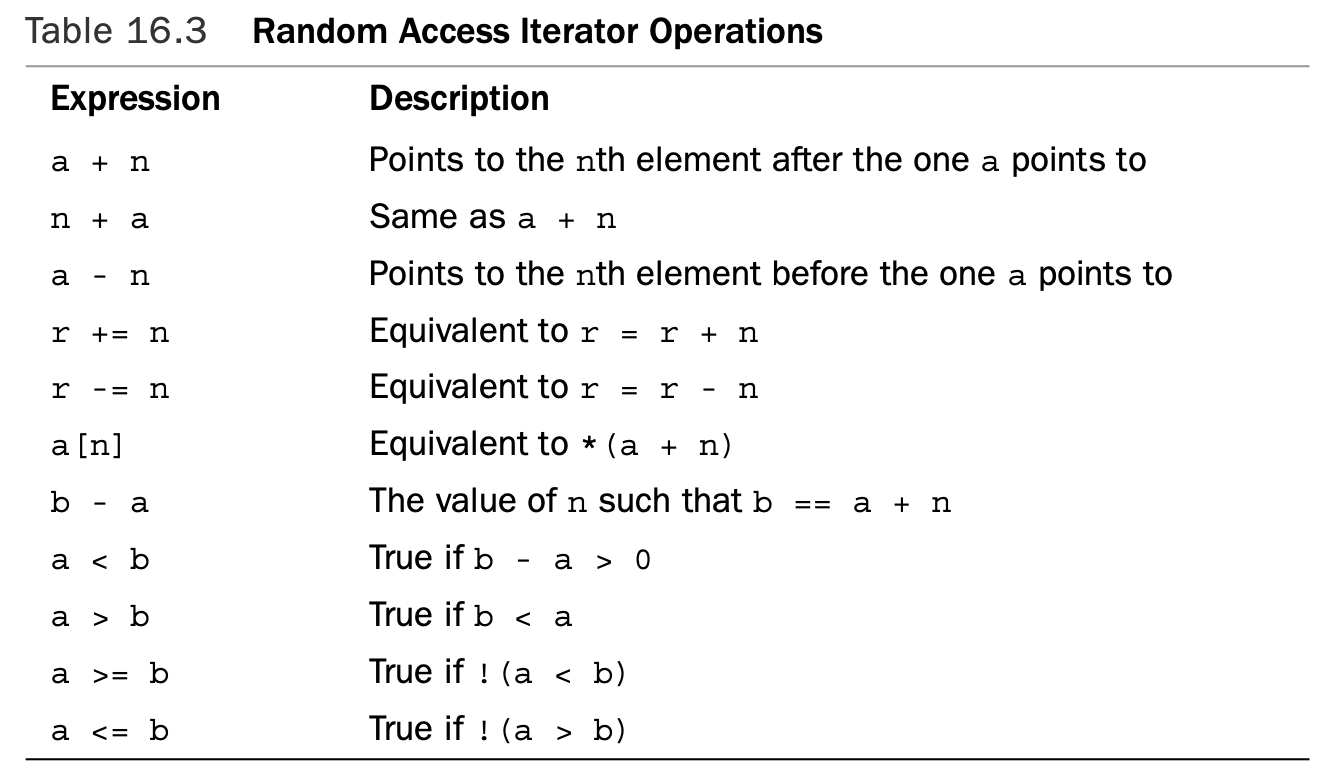 Table 16.3 Random Access Iterator Operations
Expression Description
a + n Points to the nth element after the one a points to
n + a Same as a + n
a - n Points to the nth element before the one a points to
r += n Equivalent to r = r + n
r -= n Equivalent to r = r - n
a[n] Equivalent to *(a + n)
b - a The value of n such that b == a + n
a < b True if b - a > 0
a > b True if b < a
a >= b True if !(a < b)
a <= b True if !(a > b)